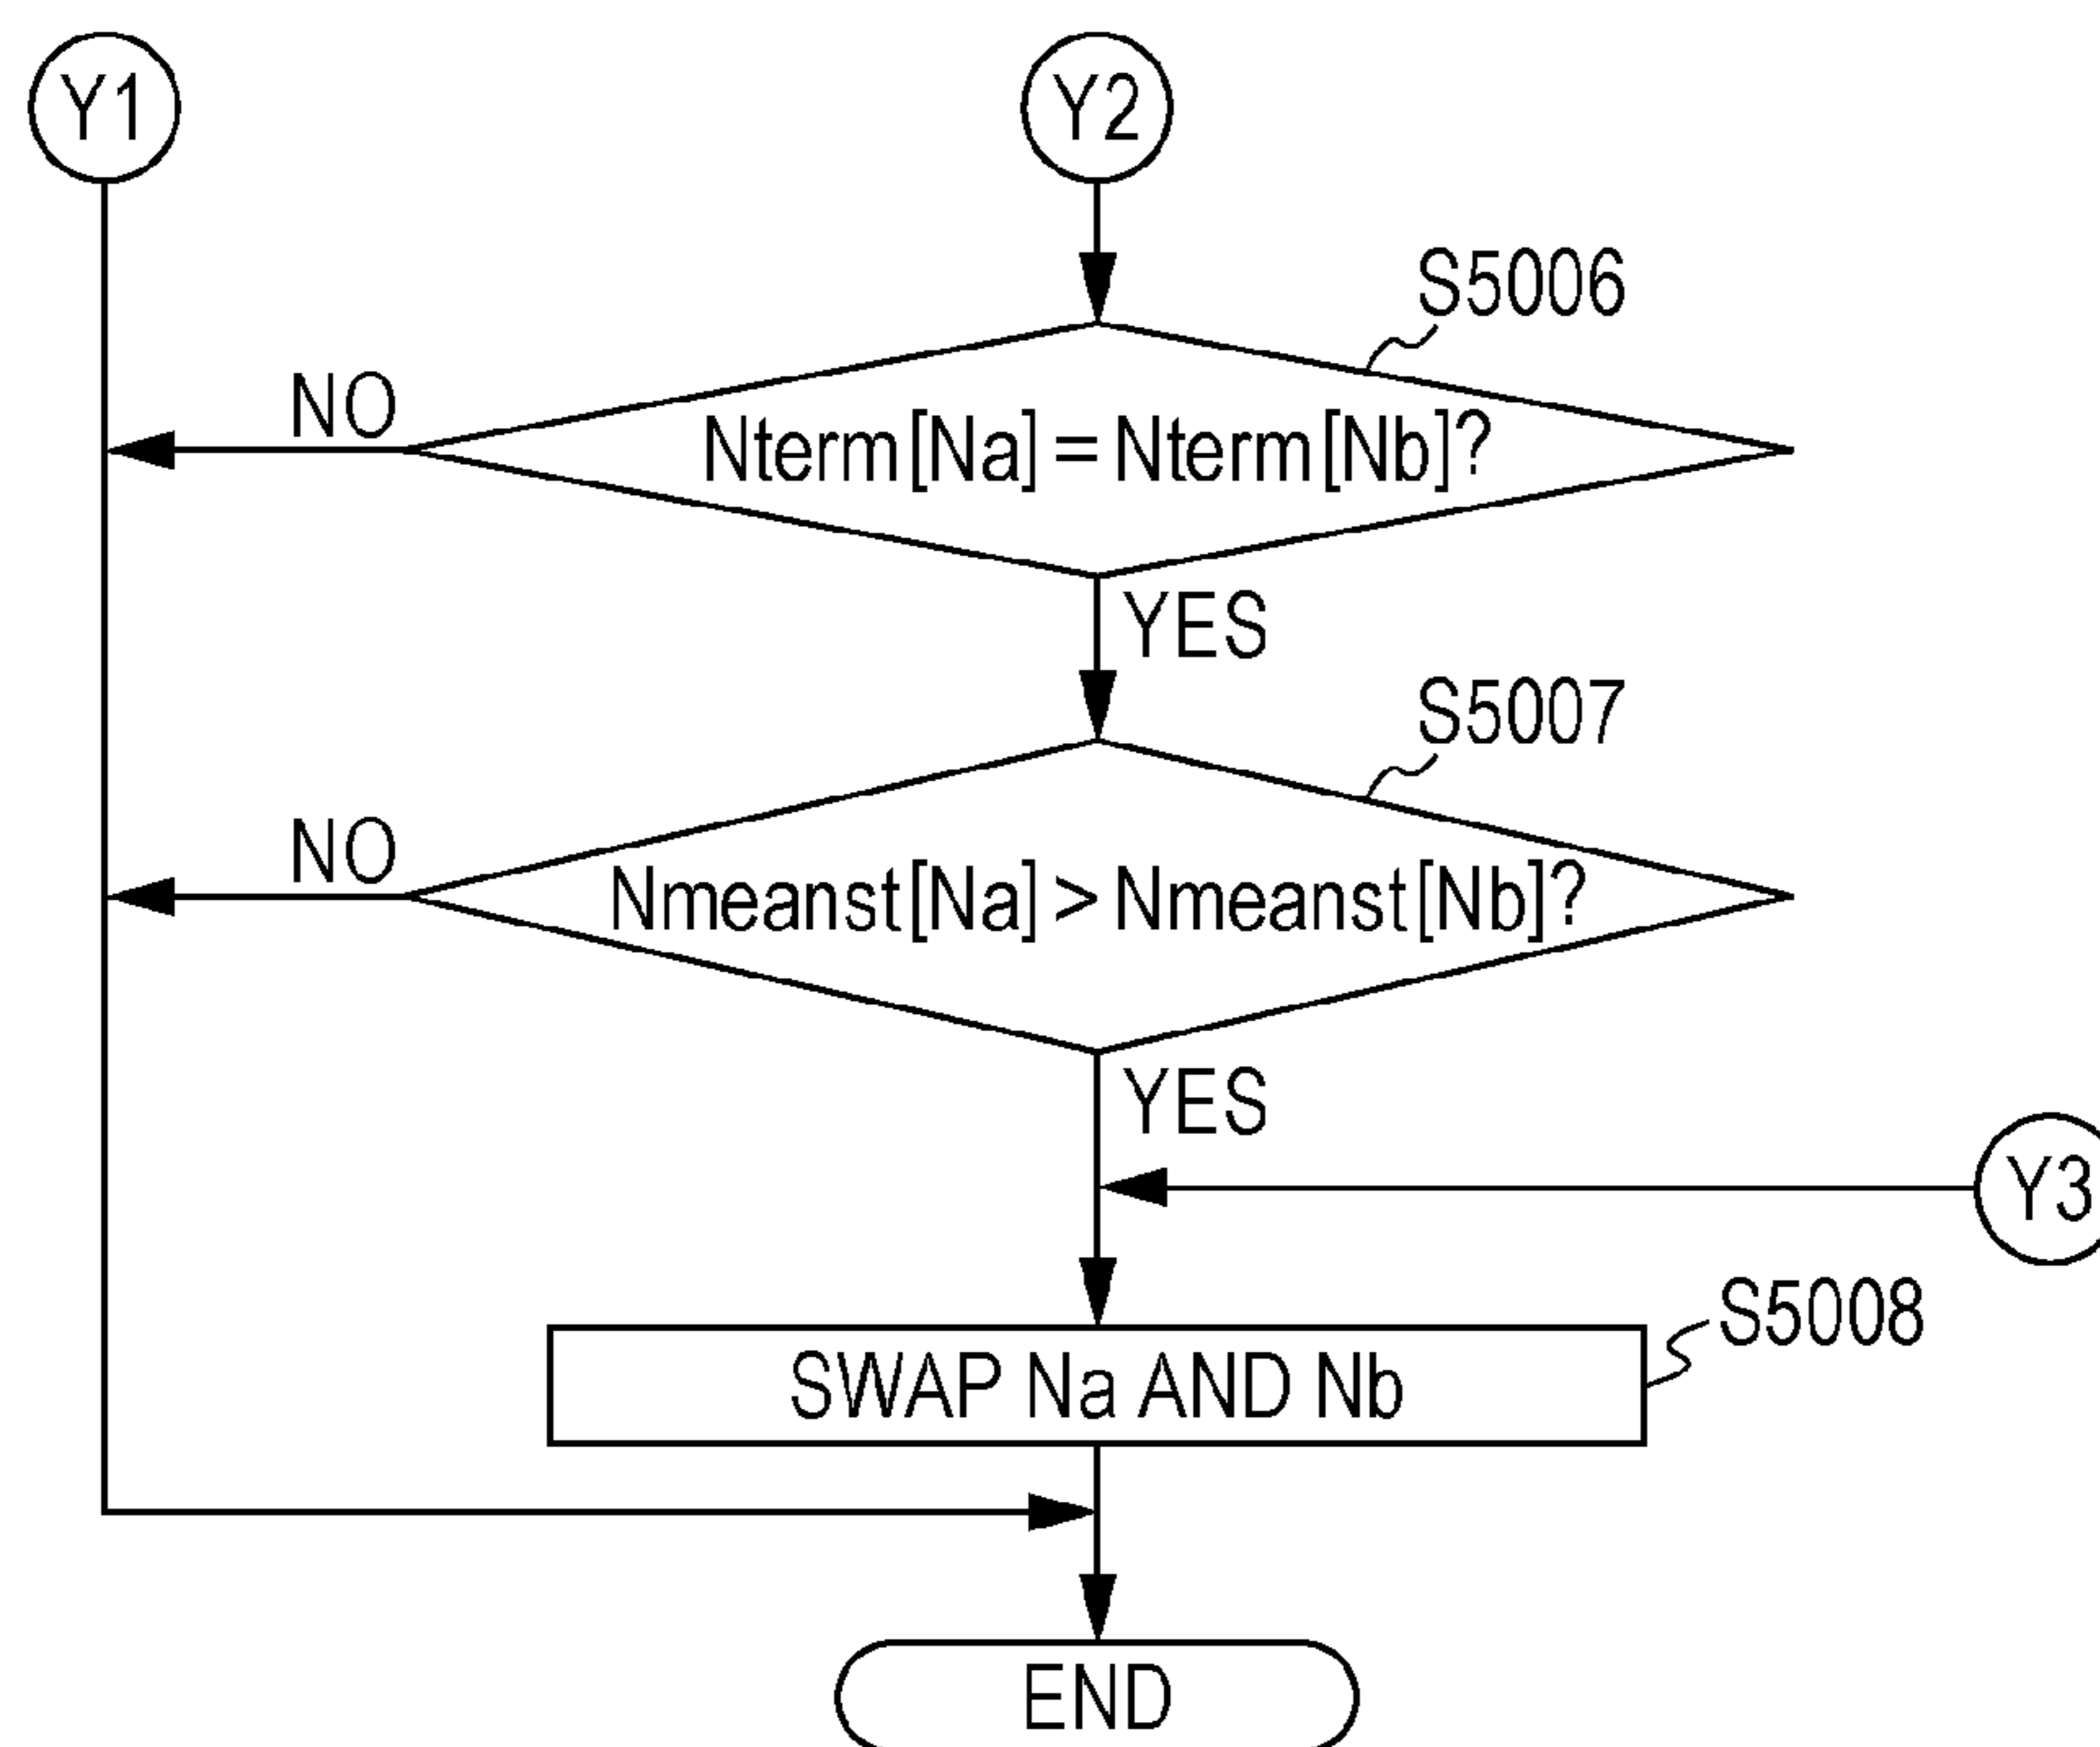 Y1
Y2
S5006
NO
Nterm[Na] = Nterm[Nb]?
YES
S5007
NO
Nmeanst[Na] > Nmeanst[Nb]?
YES
Y3
S5008
SWAP Na AND Nb
END